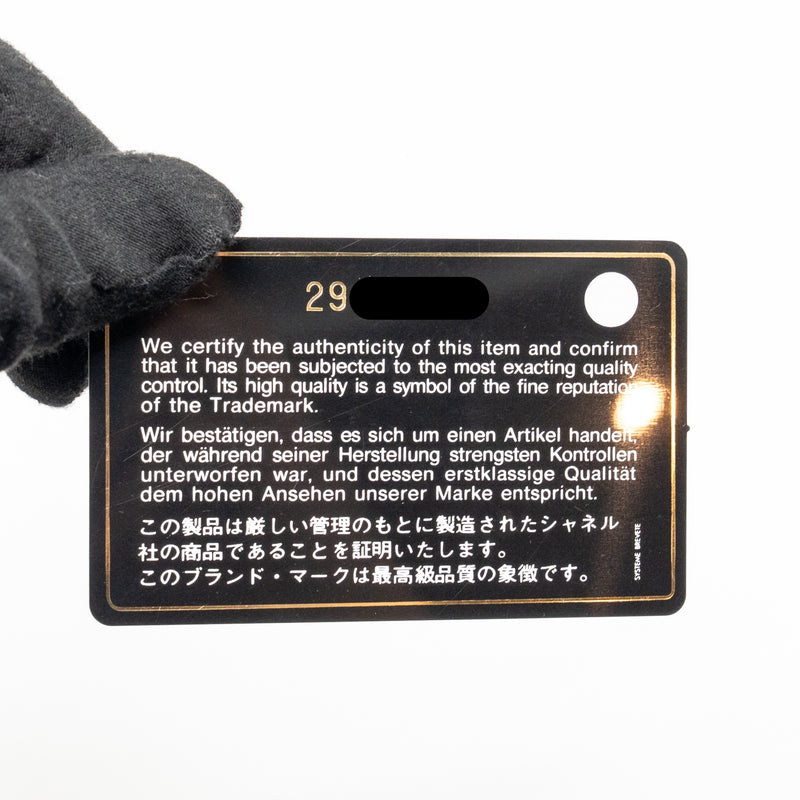 29
We certify the authenticity of this item and confirm
that it has been subjected to the most exacting quality
control. Its high quality is a symbol of the fine reputation
of the Trademark.
Wir bestätigen, dass es sich um einen Artikel handelt,
der während seiner Herstellung strengsten Kontrollen
unterworfen war, und dessen erstklassige Qualität
dem hohen Ansehen unserer Marke entspricht.
この製品は厳しい管理のもとに製造されたシャネル
社の商品であることを証明いたします。
このブランド・マークは最高級品質の象徴です。
SYSTEME BREVETE